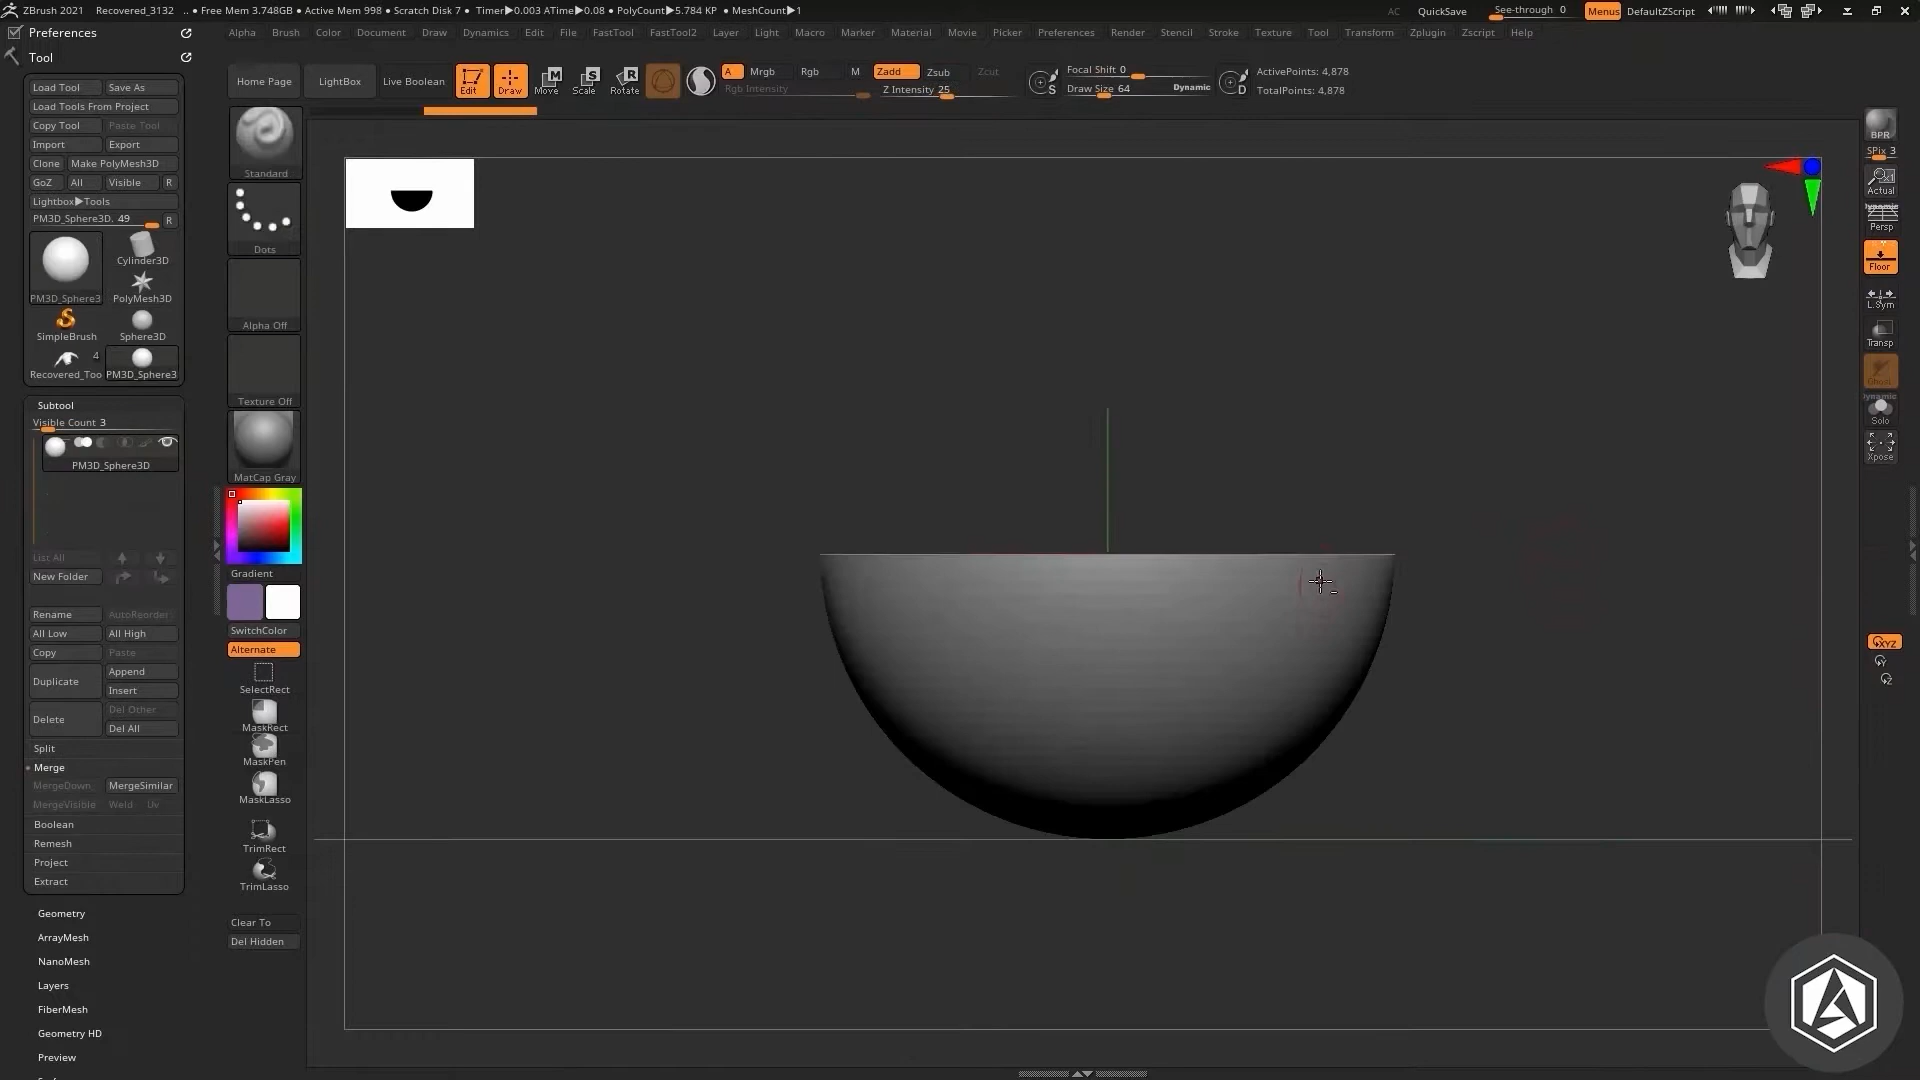 ZBrush 2021 Recovered_3132 .. • Free Mem 3.748GB • Active Mem 998 • Scratch Disk 7 • Timer▶0.003 ATime▶0.08 • PolyCount▶5.784 KP • MeshCount▶1 AC QuickSave See-through 0 Menus DefaultZScript
Preferences
Alpha Brush Color Document Draw Dynamics Edit File FastTool FastTool2 Layer Light Macro Marker Material Movie Picker Preferences Render Stencil Stroke Texture Tool Transform Zplugin Zscript Help
Tool
Home Page LightBox Live Boolean Edit Draw Move Scale Rotate
A Mrgb Rgb M Zadd Zsub Zcut
Rgb Intensity Z Intensity 25
Focal Shift 0
Draw Size 64 Dynamic
ActivePoints: 4,878
TotalPoints: 4,878
Load Tool Save As
Load Tools From Project
Copy Tool Paste Tool
Import Export
Clone Make PolyMesh3D
GoZ All Visible R
Lightbox▶Tools
PM3D_Sphere3D. 49 R
Cylinder3D
PM3D_Sphere3 PolyMesh3D
SimpleBrush Sphere3D
4
Recovered_Too PM3D_Sphere3
Subtool
Visible Count 3
PM3D_Sphere3D
List All
New Folder
Rename AutoReorder
All Low All High
Copy Paste
Duplicate Append
Insert
Delete Del Other
Del All
Split
Merge
MergeDown MergeSimilar
MergeVisible Weld Uv
Boolean
Remesh
Project
Extract
Geometry
ArrayMesh
NanoMesh
Layers
FiberMesh
Geometry HD
Preview
Standard
Dots
Alpha Off
Texture Off
MatCap Gray
Gradient
SwitchColor
Alternate
SelectRect
MaskRect
MaskPen
MaskLasso
TrimRect
TrimLasso
Clear To
Del Hidden
BPR
SPix 3
Actual
Dynamic
Persp
Floor
L.Sym
Transp
Ghost
Dynamic
Solo
Xpose
XYZ
Y
Z